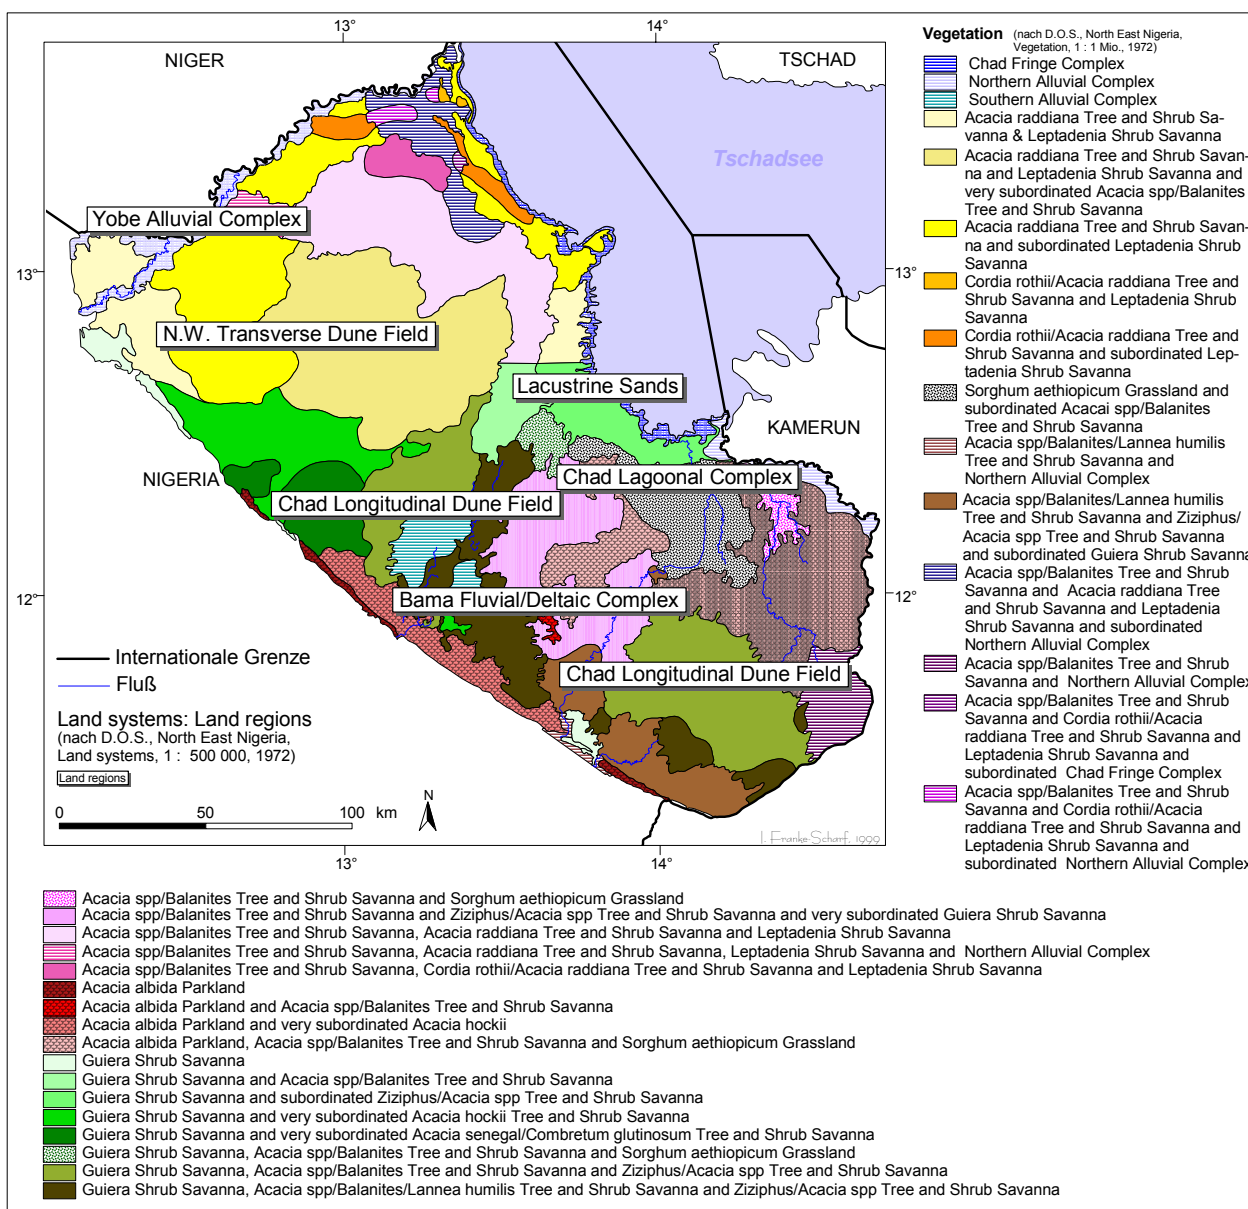 13°
14°
NIGER
TSCHAD
Tschadsee
Yobe Alluvial Complex
13°
13°
N.W. Transverse Dune Field
Lacustrine Sands
KAMERUN
NIGERIA
Chad Lagoonal Complex
Chad Longitudinal Dune Field
12°
12°
Bama Fluvial/Deltaic Complex
Chad Longitudinal Dune Field
Internationale Grenze
Fluß
Land systems: Land regions
(nach D.O.S., North East Nigeria,
Land systems, 1 : 500 000, 1972)
Land regions
0 50 100 km
N
I. Franke-Scharf, 1999
13°
14°
Vegetation (nach D.O.S., North East Nigeria,
Vegetation, 1 : 1 Mio., 1972)
Chad Fringe Complex
Northern Alluvial Complex
Southern Alluvial Complex
Acacia raddiana Tree and Shrub Sa-
vanna & Leptadenia Shrub Savanna
Acacia raddiana Tree and Shrub Savan-
na and Leptadenia Shrub Savanna and
very subordinated Acacia spp/Balanites
Tree and Shrub Savanna
Acacia raddiana Tree and Shrub Savan-
na and subordinated Leptadenia Shrub
Savanna
Cordia rothii/Acacia raddiana Tree and
Shrub Savanna and Leptadenia Shrub
Savanna
Cordia rothii/Acacia raddiana Tree and
Shrub Savanna and subordinated Lep-
tadenia Shrub Savanna
Sorghum aethiopicum Grassland and
subordinated Acacai spp/Balanites
Tree and Shrub Savanna
Acacia spp/Balanites/Lannea humilis
Tree and Shrub Savanna and
Northern Alluvial Complex
Acacia spp/Balanites/Lannea humilis
Tree and Shrub Savanna and Ziziphus/
Acacia spp Tree and Shrub Savanna
and subordinated Guiera Shrub Savanna
Acacia spp/Balanites Tree and Shrub
Savanna and Acacia raddiana Tree
and Shrub Savanna and Leptadenia
Shrub Savanna and subordinated
Northern Alluvial Complex
Acacia spp/Balanites Tree and Shrub
Savanna and Northern Alluvial Complex
Acacia spp/Balanites Tree and Shrub
Savanna and Cordia rothii/Acacia
raddiana Tree and Shrub Savanna and
Leptadenia Shrub Savanna and
subordinated Chad Fringe Complex
Acacia spp/Balanites Tree and Shrub
Savanna and Cordia rothii/Acacia
raddiana Tree and Shrub Savanna and
Leptadenia Shrub Savanna and
subordinated Northern Alluvial Complex
Acacia spp/Balanites Tree and Shrub Savanna and Sorghum aethiopicum Grassland
Acacia spp/Balanites Tree and Shrub Savanna and Ziziphus/Acacia spp Tree and Shrub Savanna and very subordinated Guiera Shrub Savanna
Acacia spp/Balanites Tree and Shrub Savanna, Acacia raddiana Tree and Shrub Savanna and Leptadenia Shrub Savanna
Acacia spp/Balanites Tree and Shrub Savanna, Acacia raddiana Tree and Shrub Savanna, Leptadenia Shrub Savanna and Northern Alluvial Complex
Acacia spp/Balanites Tree and Shrub Savanna, Cordia rothii/Acacia raddiana Tree and Shrub Savanna and Leptadenia Shrub Savanna
Acacia albida Parkland
Acacia albida Parkland and Acacia spp/Balanites Tree and Shrub Savanna
Acacia albida Parkland and very subordinated Acacia hockii
Acacia albida Parkland, Acacia spp/Balanites Tree and Shrub Savanna and Sorghum aethiopicum Grassland
Guiera Shrub Savanna
Guiera Shrub Savanna and Acacia spp/Balanites Tree and Shrub Savanna
Guiera Shrub Savanna and subordinated Ziziphus/Acacia spp Tree and Shrub Savanna
Guiera Shrub Savanna and very subordinated Acacia hockii Tree and Shrub Savanna
Guiera Shrub Savanna and very subordinated Acacia senegal/Combretum glutinosum Tree and Shrub Savanna
Guiera Shrub Savanna, Acacia spp/Balanites Tree and Shrub Savanna and Sorghum aethiopicum Grassland
Guiera Shrub Savanna, Acacia spp/Balanites Tree and Shrub Savanna and Ziziphus/Acacia spp Tree and Shrub Savanna
Guiera Shrub Savanna, Acacia spp/Balanites/Lannea humilis Tree and Shrub Savanna and Ziziphus/Acacia spp Tree and Shrub Savanna